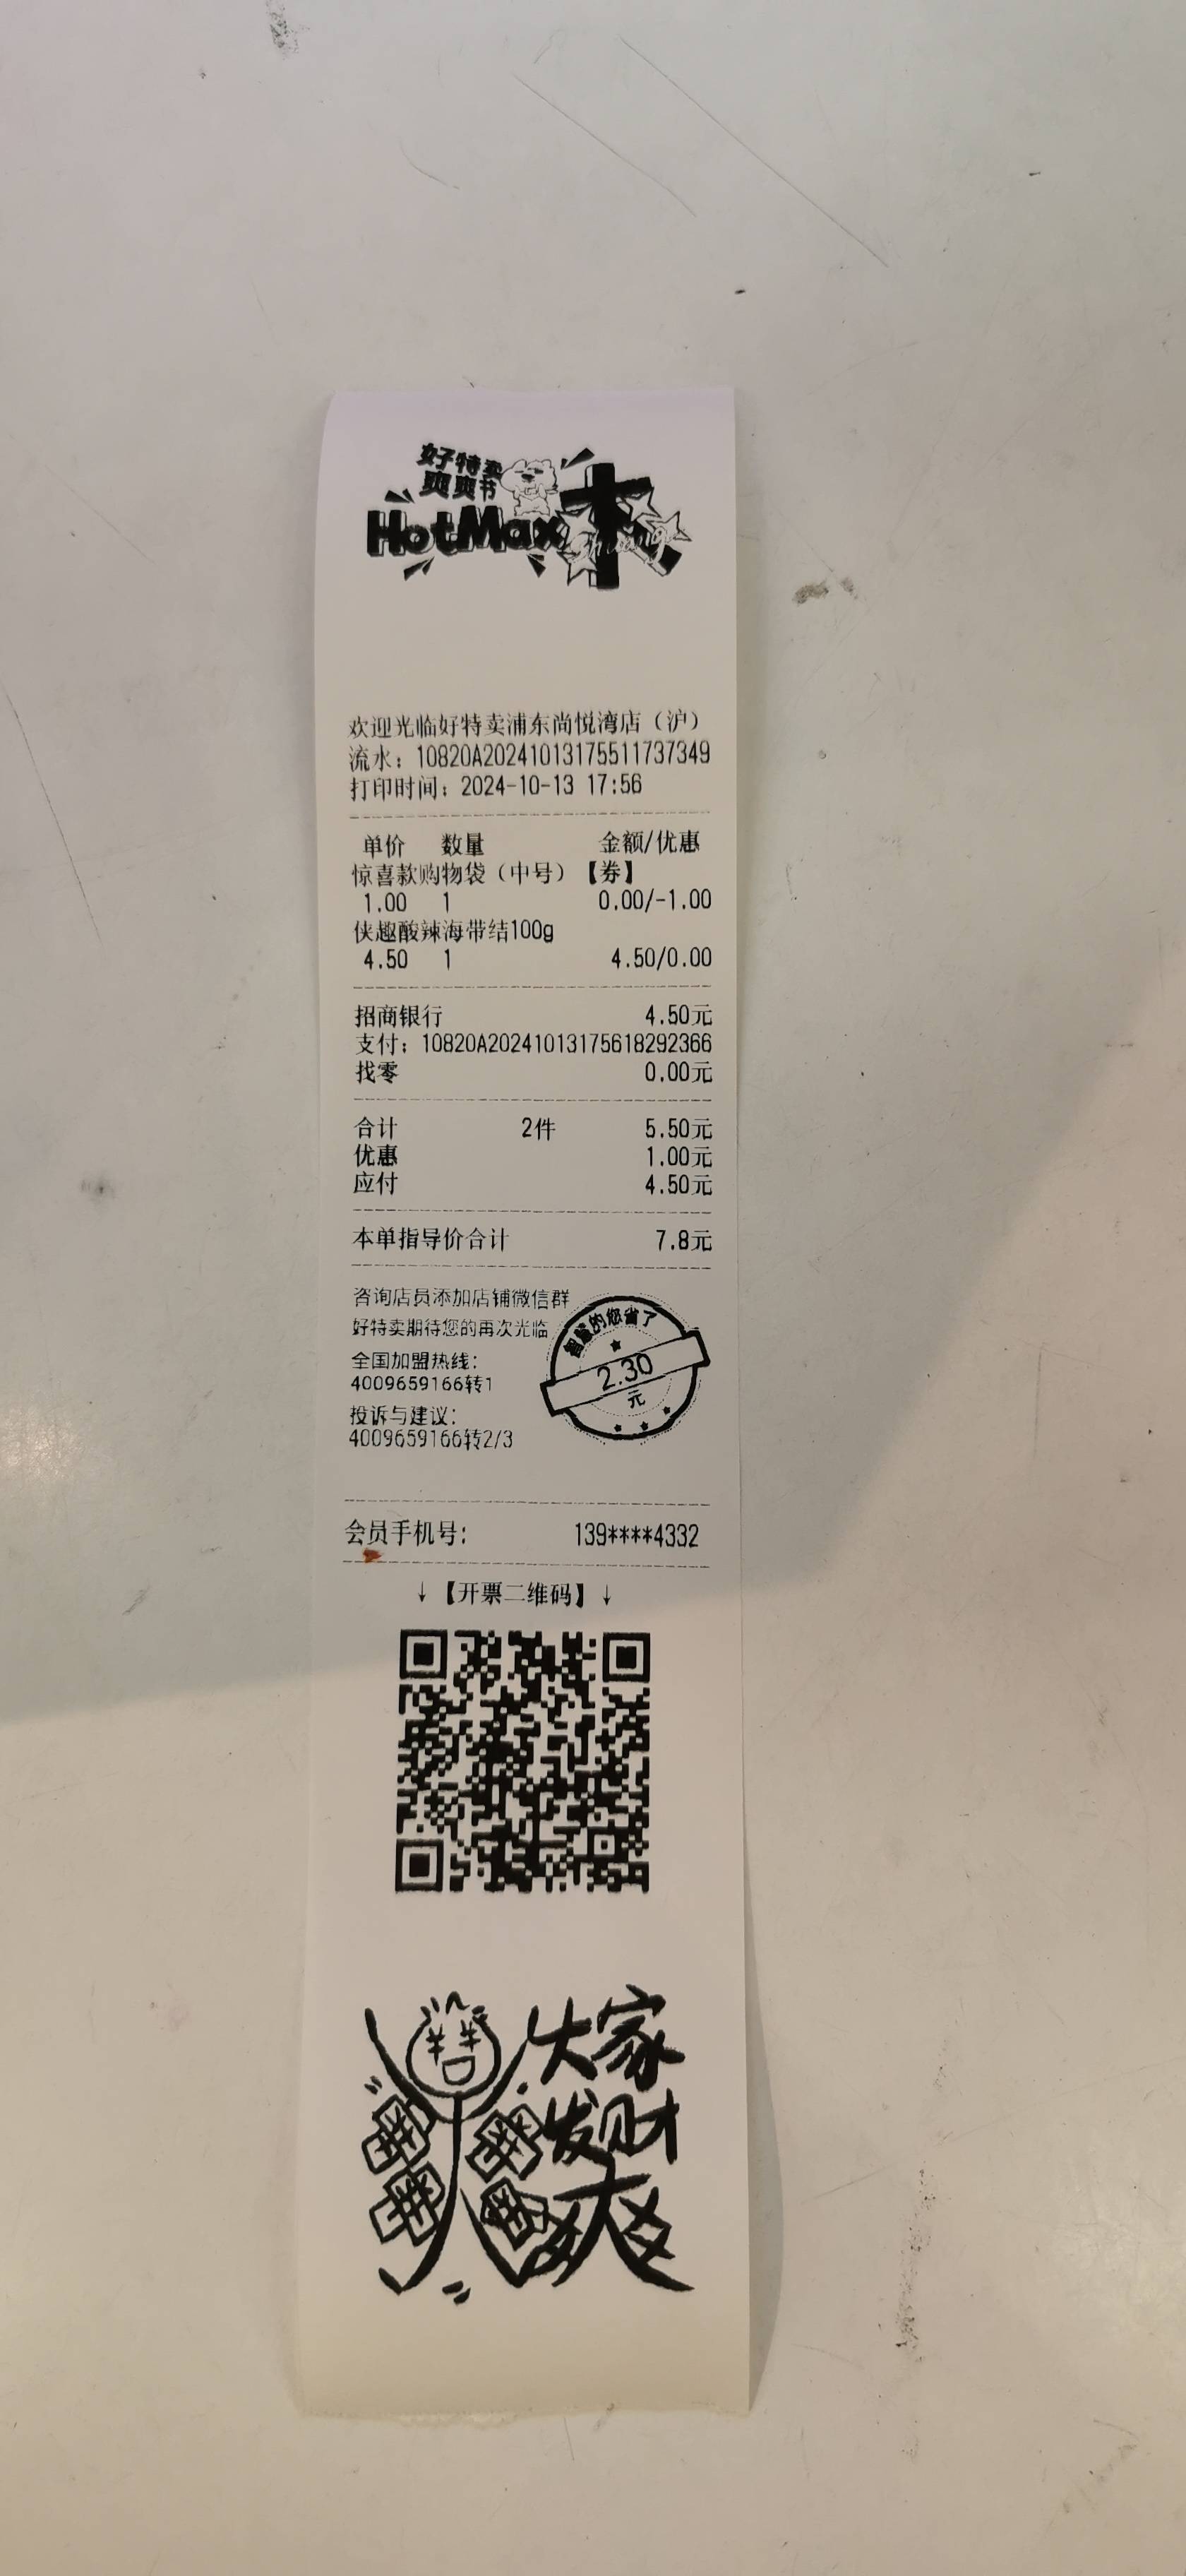 好特卖
爽爽节
HotMax
欢迎光临好特卖浦东尚悦湾店（沪）
流水：10820A20241013175511737349
打印时间：2024-10-13 17:56
单价 数量 金额/优惠
惊喜款购物袋（中号）【券】
1.00 1 0.00/-1.00
侠趣酸辣海带结100g
4.50 1 4.50/0.00
招商银行 4.50元
支付：10820A20241013175618292366
找零 0.00元
合计 2件 5.50元
优惠 1.00元
应付 4.50元
本单指导价合计 7.8元
咨询店员添加店铺微信群
好特卖期待您的再次光临
全国加盟热线：
4009659166转1
投诉与建议：
4009659166转2/3
智慧的您省了
2.30
元
会员手机号： 139****4332
↓【开票二维码】↓
大家
发财
爽